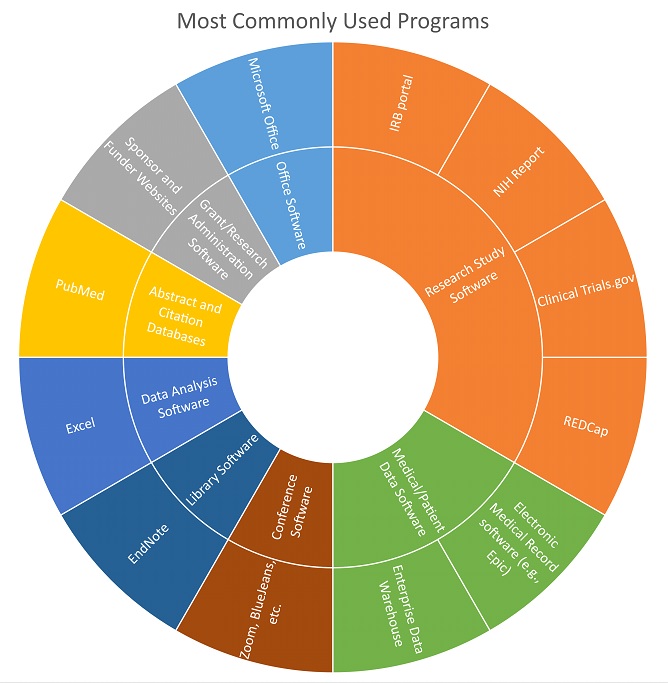 Most Commonly Used Programs
IRB portal
NIH Report
Clinical Trials.gov
REDCap
Research Study
Software
Electronic
Medical Record
software (e.g.,
Epic)
Enterprise Data
Warehouse
Medical/Patient
Data Software
Zoom, BlueJeans,
etc.
Conference
Software
EndNote
Library Software
Excel
Data Analysis
Software
PubMed
Abstract and
Citation
Databases
Sponsor and
Funder Websites
Grant/Research
Administration
Software
Microsoft Office
Office Software